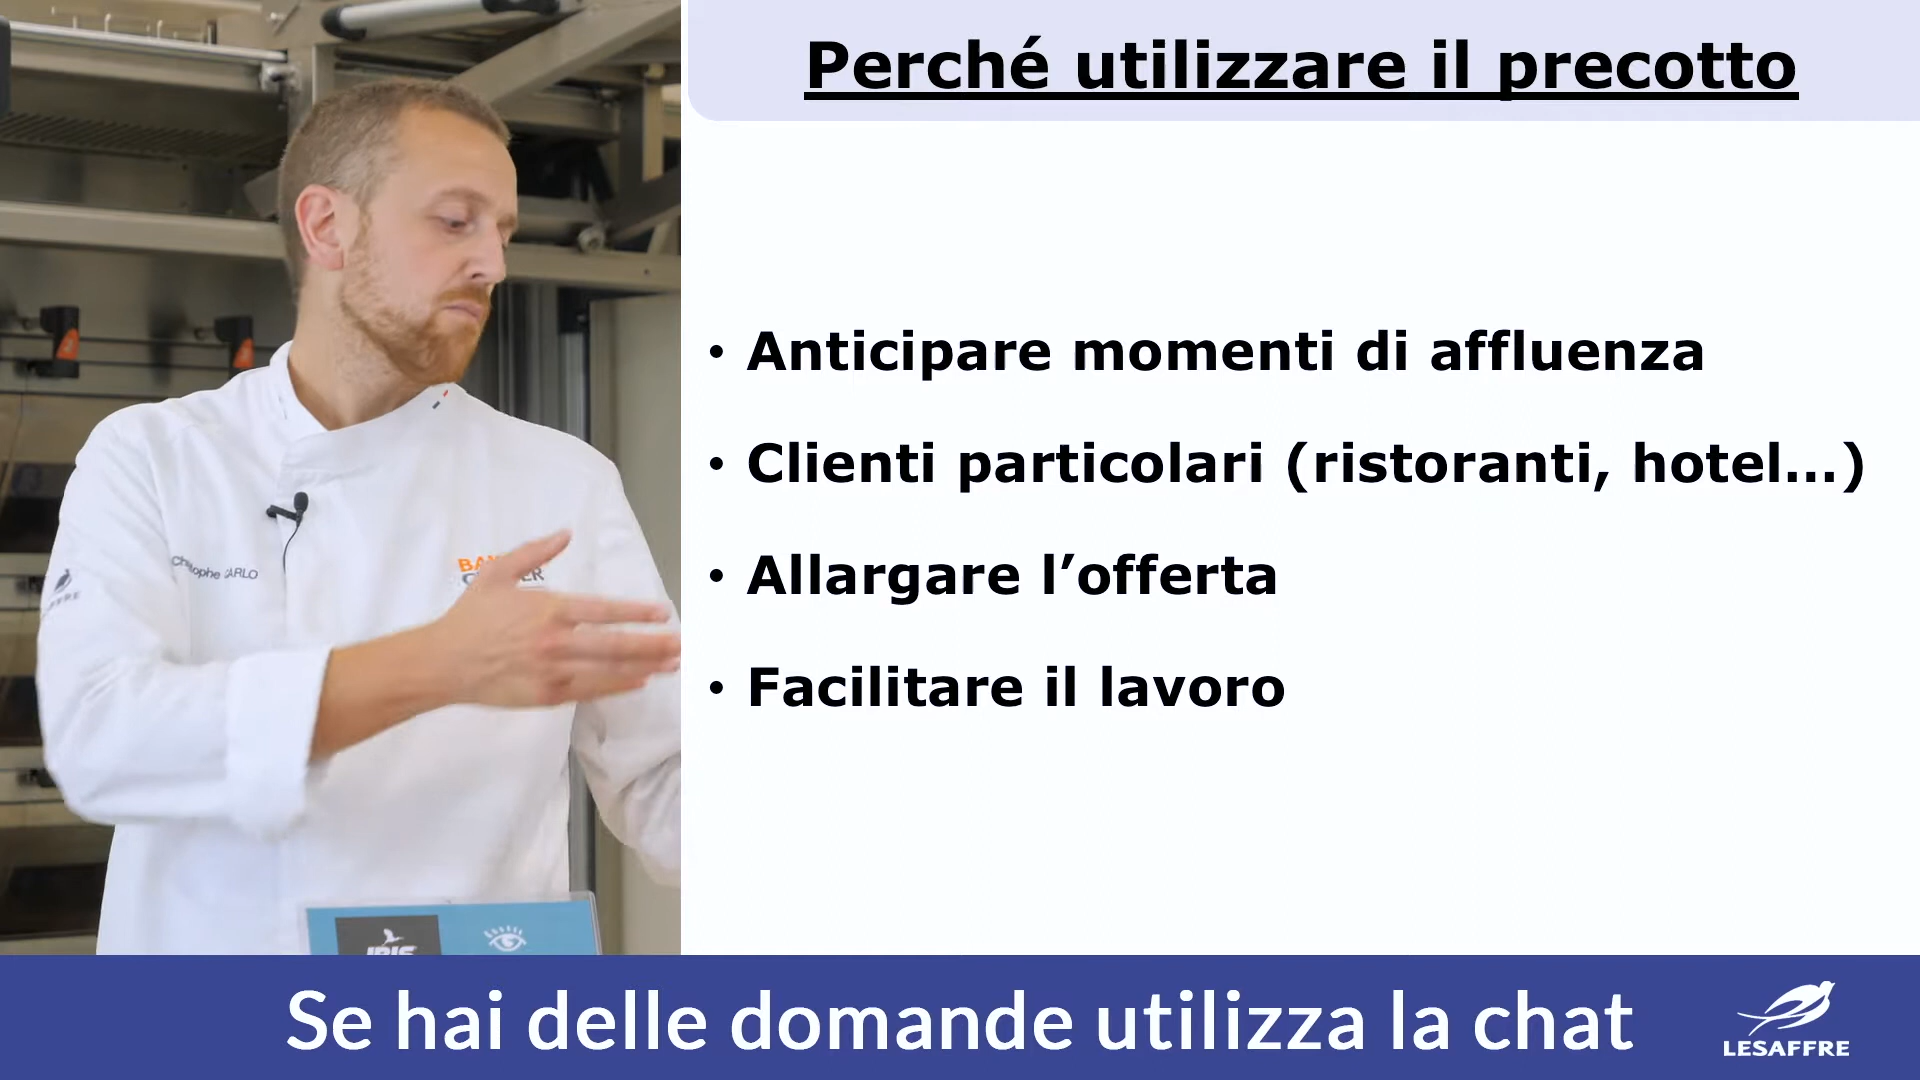 Perché utilizzare il precotto
• Anticipare momenti di affluenza
• Clienti particolari (ristoranti, hotel...)
• Allargare l’offerta
• Facilitare il lavoro
IBIS
Se hai delle domande utilizza la chat
LESAFFRE